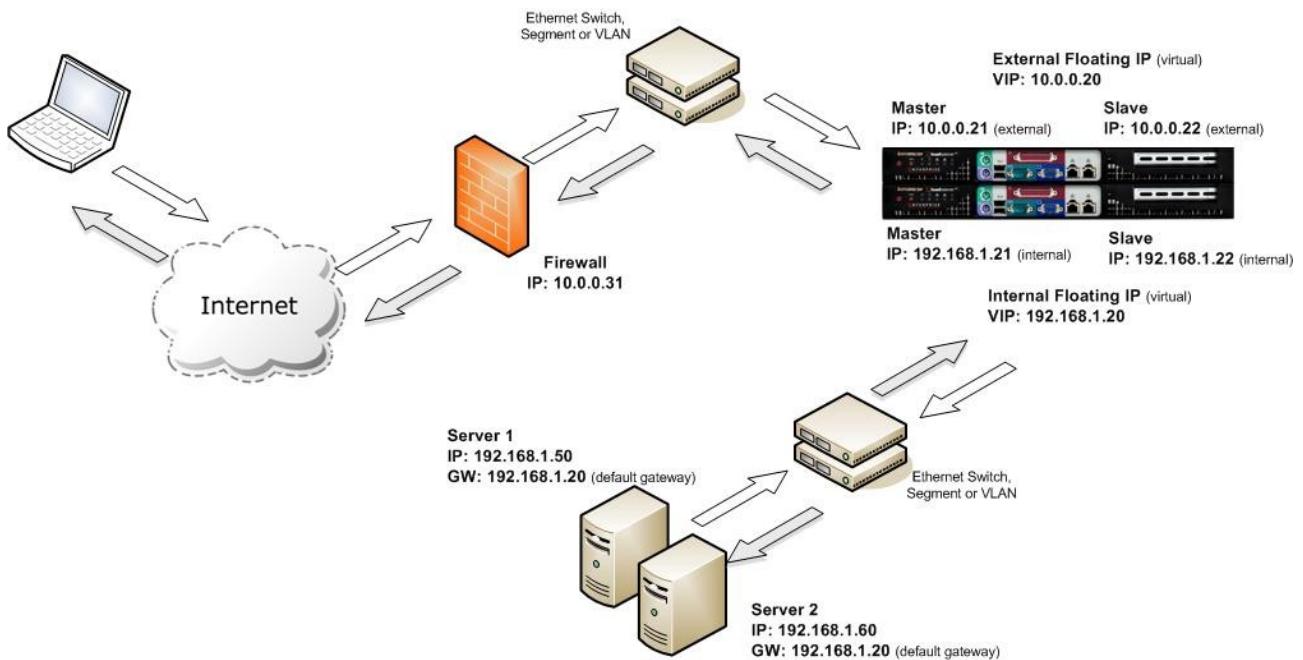 Ethernet Switch,
Segment or VLAN
External Floating IP (virtual)
VIP: 10.0.0.20
Master
IP: 10.0.0.21 (external)
Slave
IP: 10.0.0.22 (external)
Firewall
IP: 10.0.0.31
Internet
Master
IP: 192.168.1.21 (internal)
Slave
IP: 192.168.1.22 (internal)
Internal Floating IP (virtual)
VIP: 192.168.1.20
Server 1
IP: 192.168.1.50
GW: 192.168.1.20 (default gateway)
Ethernet Switch,
Segment or VLAN
Server 2
IP: 192.168.1.60
GW: 192.168.1.20 (default gateway)